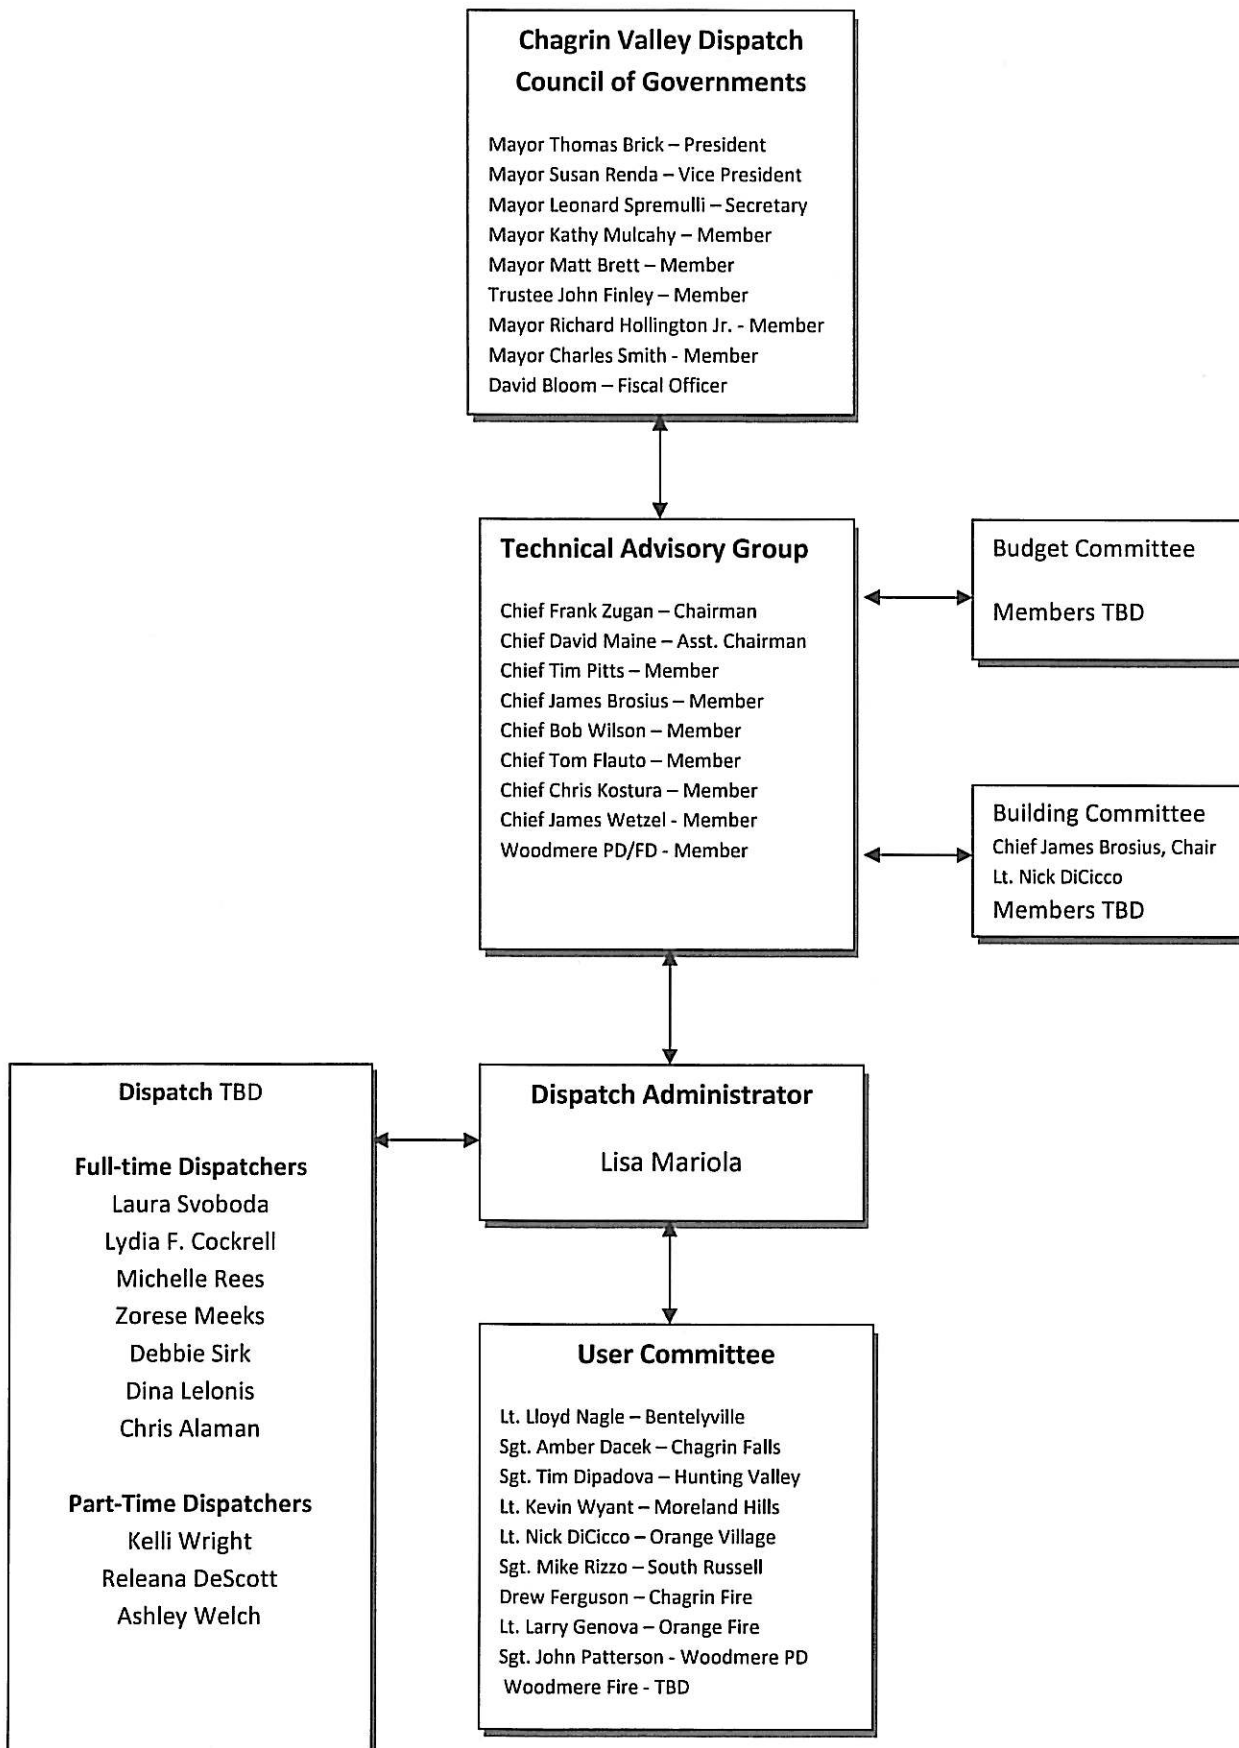 Chagrin Valley Dispatch
Council of Governments
Mayor Thomas Brick – President
Mayor Susan Renda – Vice President
Mayor Leonard Spremulli – Secretary
Mayor Kathy Mulcahy – Member
Mayor Matt Brett – Member
Trustee John Finley – Member
Mayor Richard Hollington Jr. - Member
Mayor Charles Smith - Member
David Bloom – Fiscal Officer
Technical Advisory Group
Chief Frank Zugan – Chairman
Chief David Maine – Asst. Chairman
Chief Tim Pitts – Member
Chief James Brosius – Member
Chief Bob Wilson – Member
Chief Tom Flauto – Member
Chief Chris Kostura – Member
Chief James Wetzel - Member
Woodmere PD/FD - Member
Budget Committee
Members TBD
Building Committee
Chief James Brosius, Chair
Lt. Nick DiCicco
Members TBD
Dispatch TBD
Full-time Dispatchers
Laura Svoboda
Lydia F. Cockrell
Michelle Rees
Zorese Meeks
Debbie Sirk
Dina Lelonis
Chris Alaman
Part-Time Dispatchers
Kelli Wright
Releana DeScott
Ashley Welch
Dispatch Administrator
Lisa Mariola
User Committee
Lt. Lloyd Nagle – Bentelyville
Sgt. Amber Dacek – Chagrin Falls
Sgt. Tim Dipadova – Hunting Valley
Lt. Kevin Wyant – Moreland Hills
Lt. Nick DiCicco – Orange Village
Sgt. Mike Rizzo – South Russell
Drew Ferguson – Chagrin Fire
Lt. Larry Genova – Orange Fire
Sgt. John Patterson - Woodmere PD
Woodmere Fire - TBD